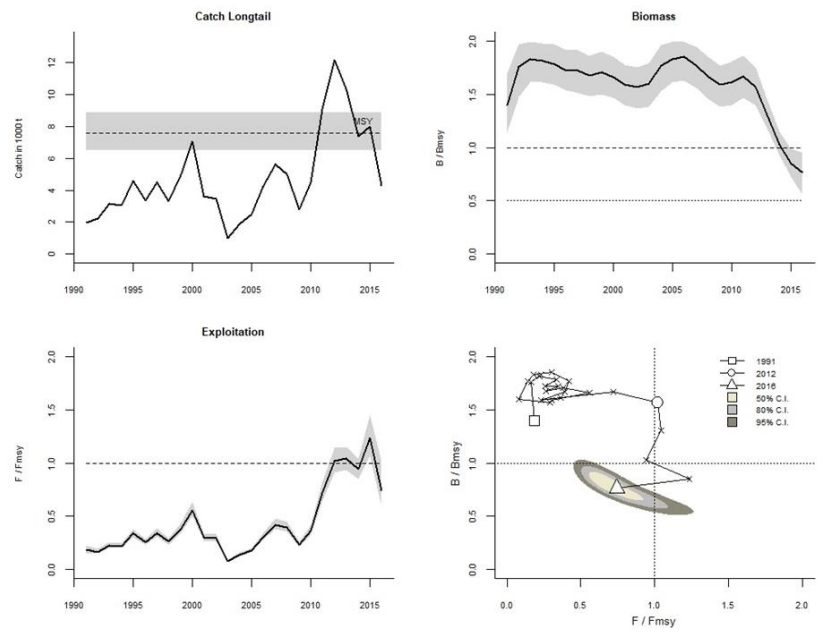 Catch Longtail
Catch in 1000 t
12
10
8
6
4
2
0
MSY
1990 1995 2000 2005 2010 2015
Biomass
B / Bmsy
2.0
1.5
1.0
0.5
0.0
1990 1995 2000 2005 2010 2015
Exploitation
F / Fmsy
2.0
1.5
1.0
0.5
0.0
1990 1995 2000 2005 2010 2015
B / Bmsy
2.0
1.5
1.0
0.5
0.0
1991
2012
2016
50% C.I.
80% C.I.
95% C.I.
0.0 0.5 1.0 1.5 2.0
F / Fmsy